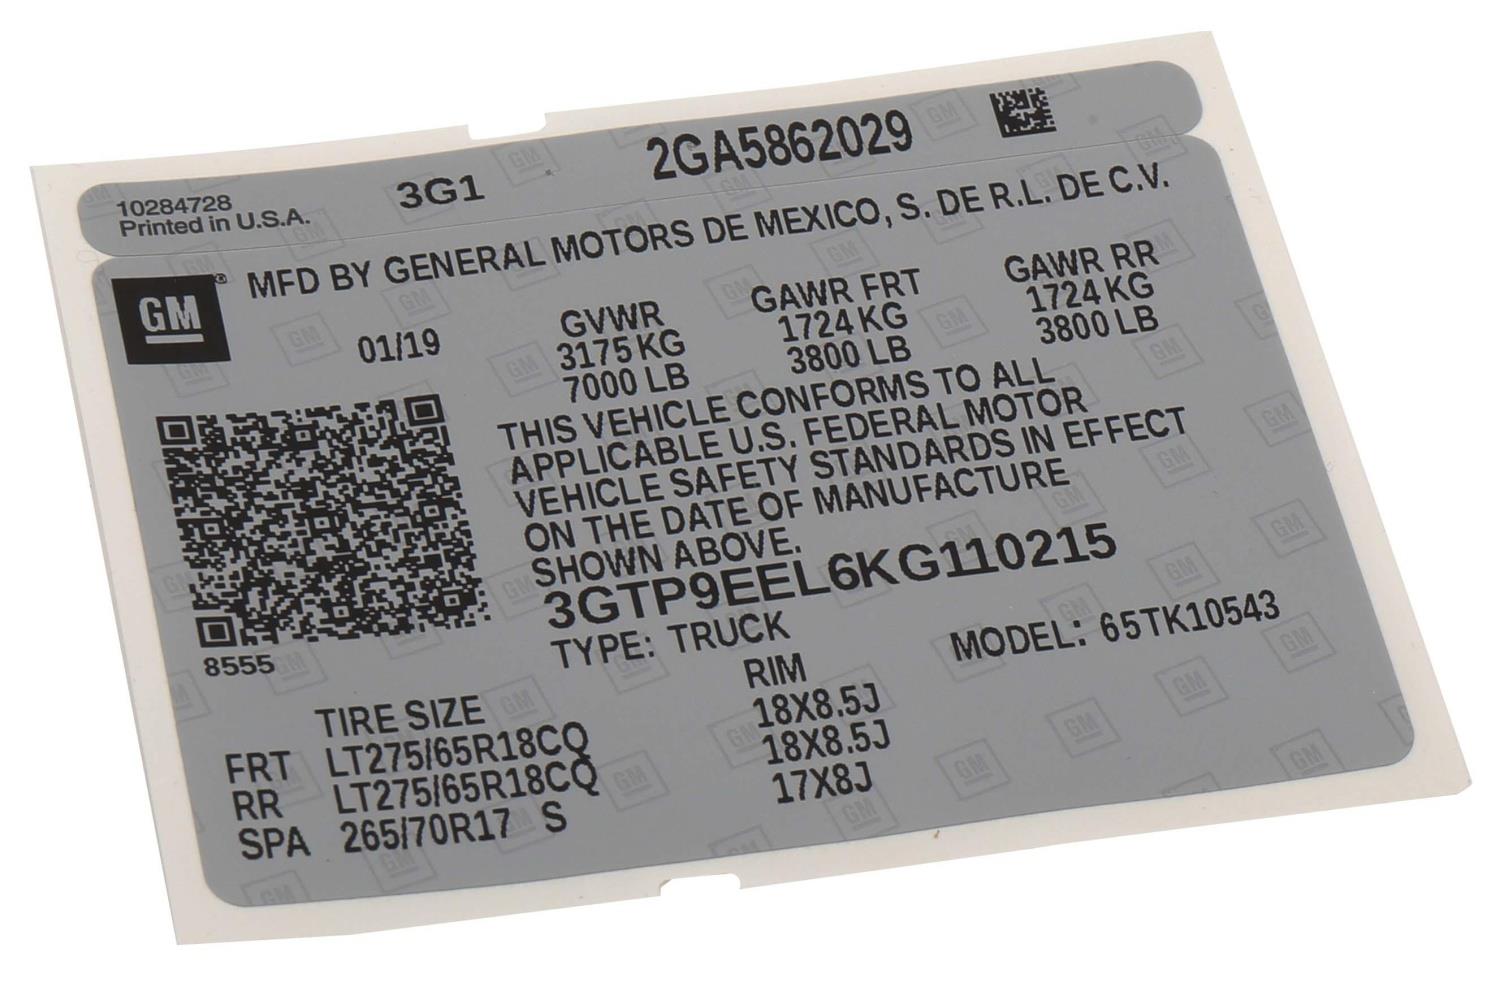 10284728
Printed in U.S.A.
3G1
2GA5862029
GM
MFD BY GENERAL MOTORS DE MEXICO, S. DE R.L. DE C.V.
01/19
GVWR
3175 KG
7000 LB
GAWR FRT
1724 KG
3800 LB
GAWR RR
1724 KG
3800 LB
THIS VEHICLE CONFORMS TO ALL
APPLICABLE U.S. FEDERAL MOTOR
VEHICLE SAFETY STANDARDS IN EFFECT
ON THE DATE OF MANUFACTURE
SHOWN ABOVE.
3GTP9EEL6KG110215
TYPE: TRUCK
MODEL: 65TK10543
8555
TIRE SIZE RIM
FRT LT275/65R18CQ 18X8.5J
RR LT275/65R18CQ 18X8.5J
SPA 265/70R17 S 17X8J